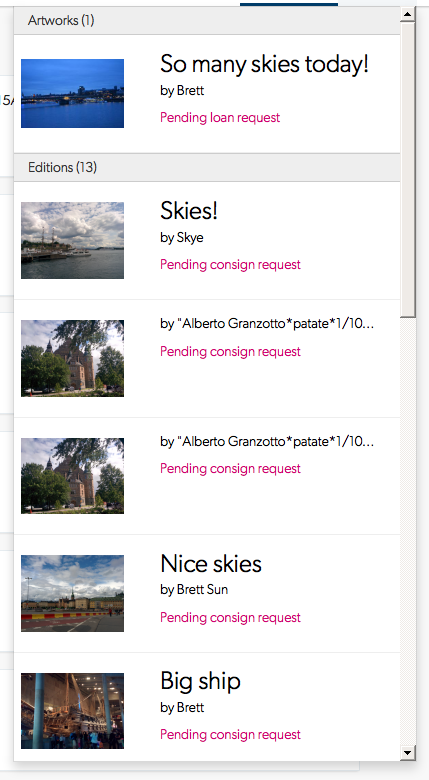 Artworks (1)
So many skies today!
by Brett
Pending loan request
Editions (13)
Skies!
by Skye
Pending consign request
by "Alberto Granzotto*patate*1/10...
Pending consign request
by "Alberto Granzotto*patate*1/10...
Pending consign request
Nice skies
by Brett Sun
Pending consign request
Big ship
by Brett
Pending consign request